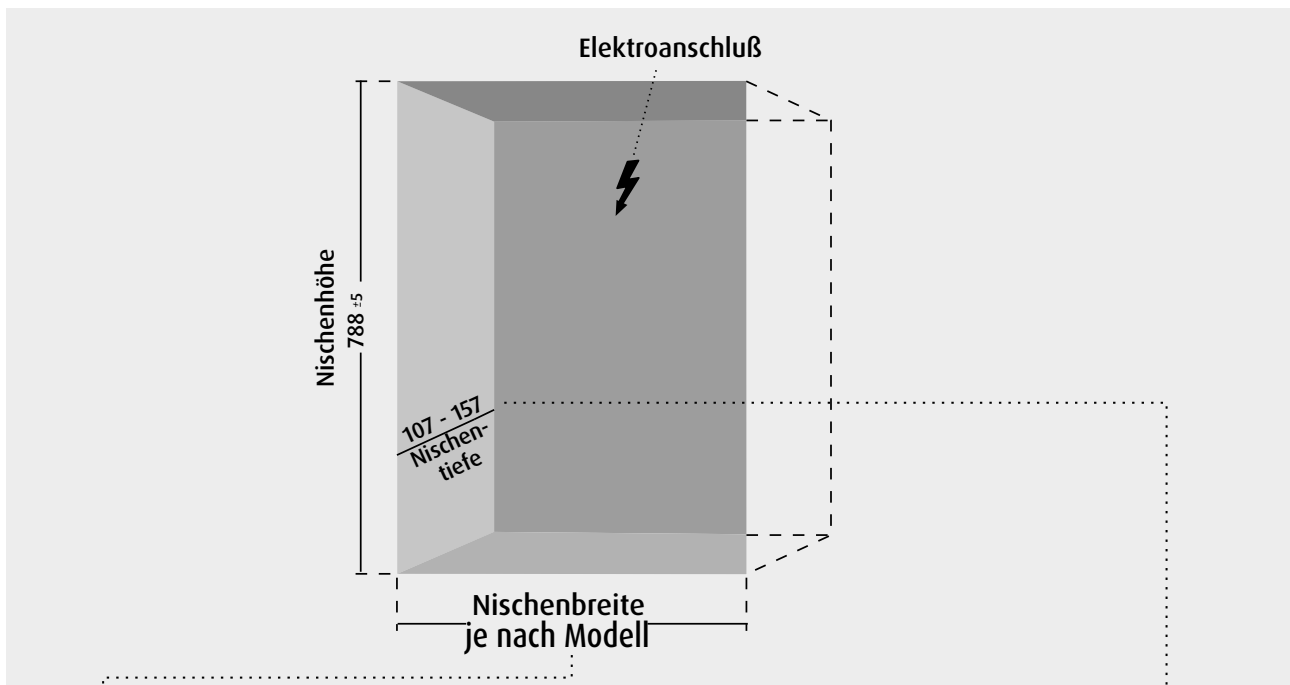 Elektroanschluß
Nischenhöhe
788 ±5
107 - 157
Nischen-
tiefe
Nischenbreite
je nach Modell